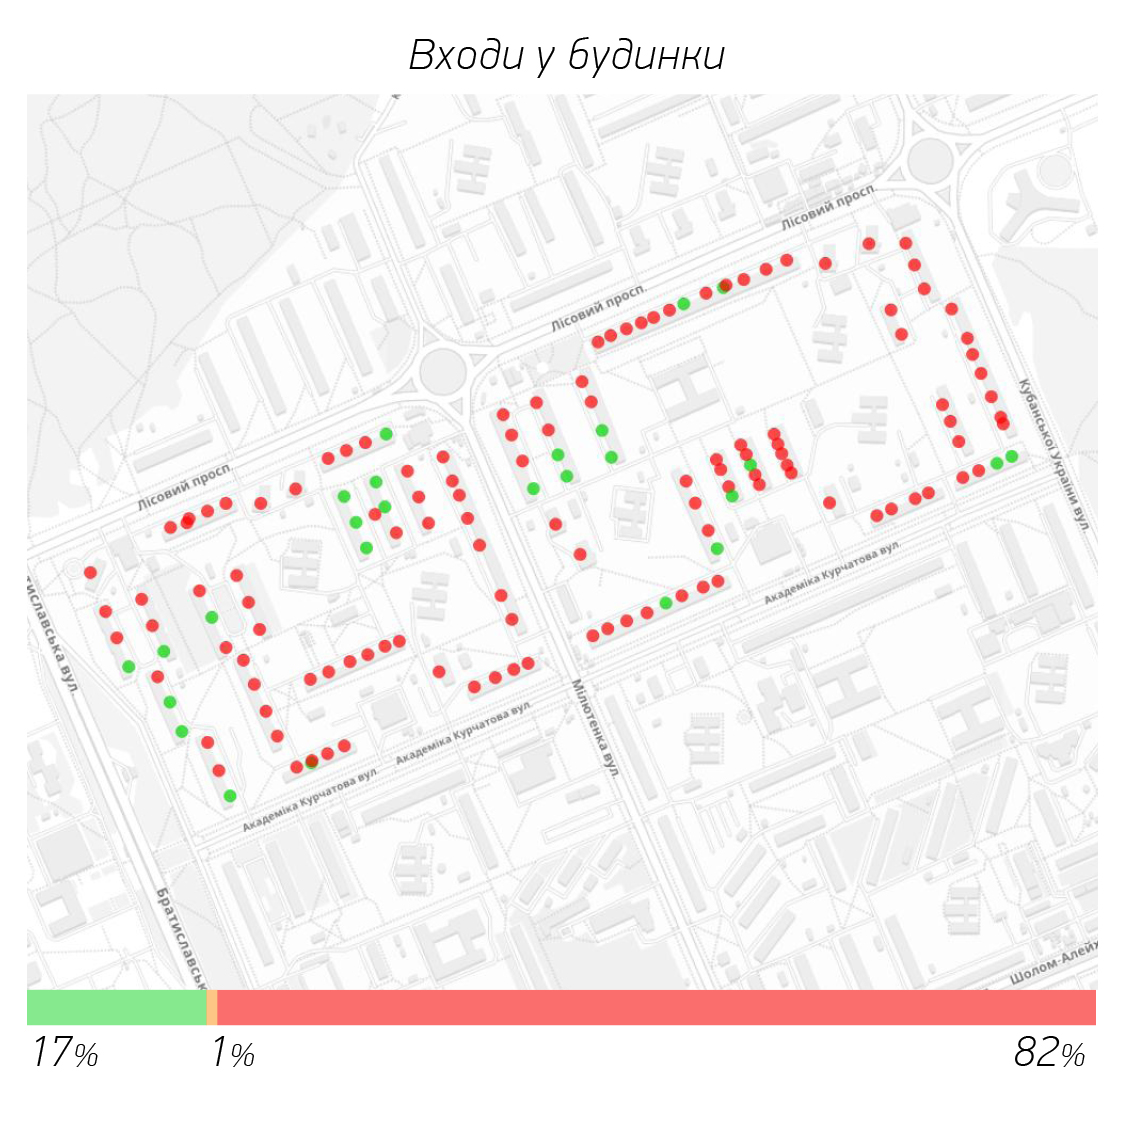 Входи у будинки
Лісовий просп.
Лісовий просп.
Лісовий просп.
Кубанської України вул.
Академіка Курчатова вул.
Братиславська вул.
Мілютенка вул.
Академіка Курчатова вул.
Академіка Курчатова вул.
Братиславськ
Шолом-Алейх
17%
1%
82%